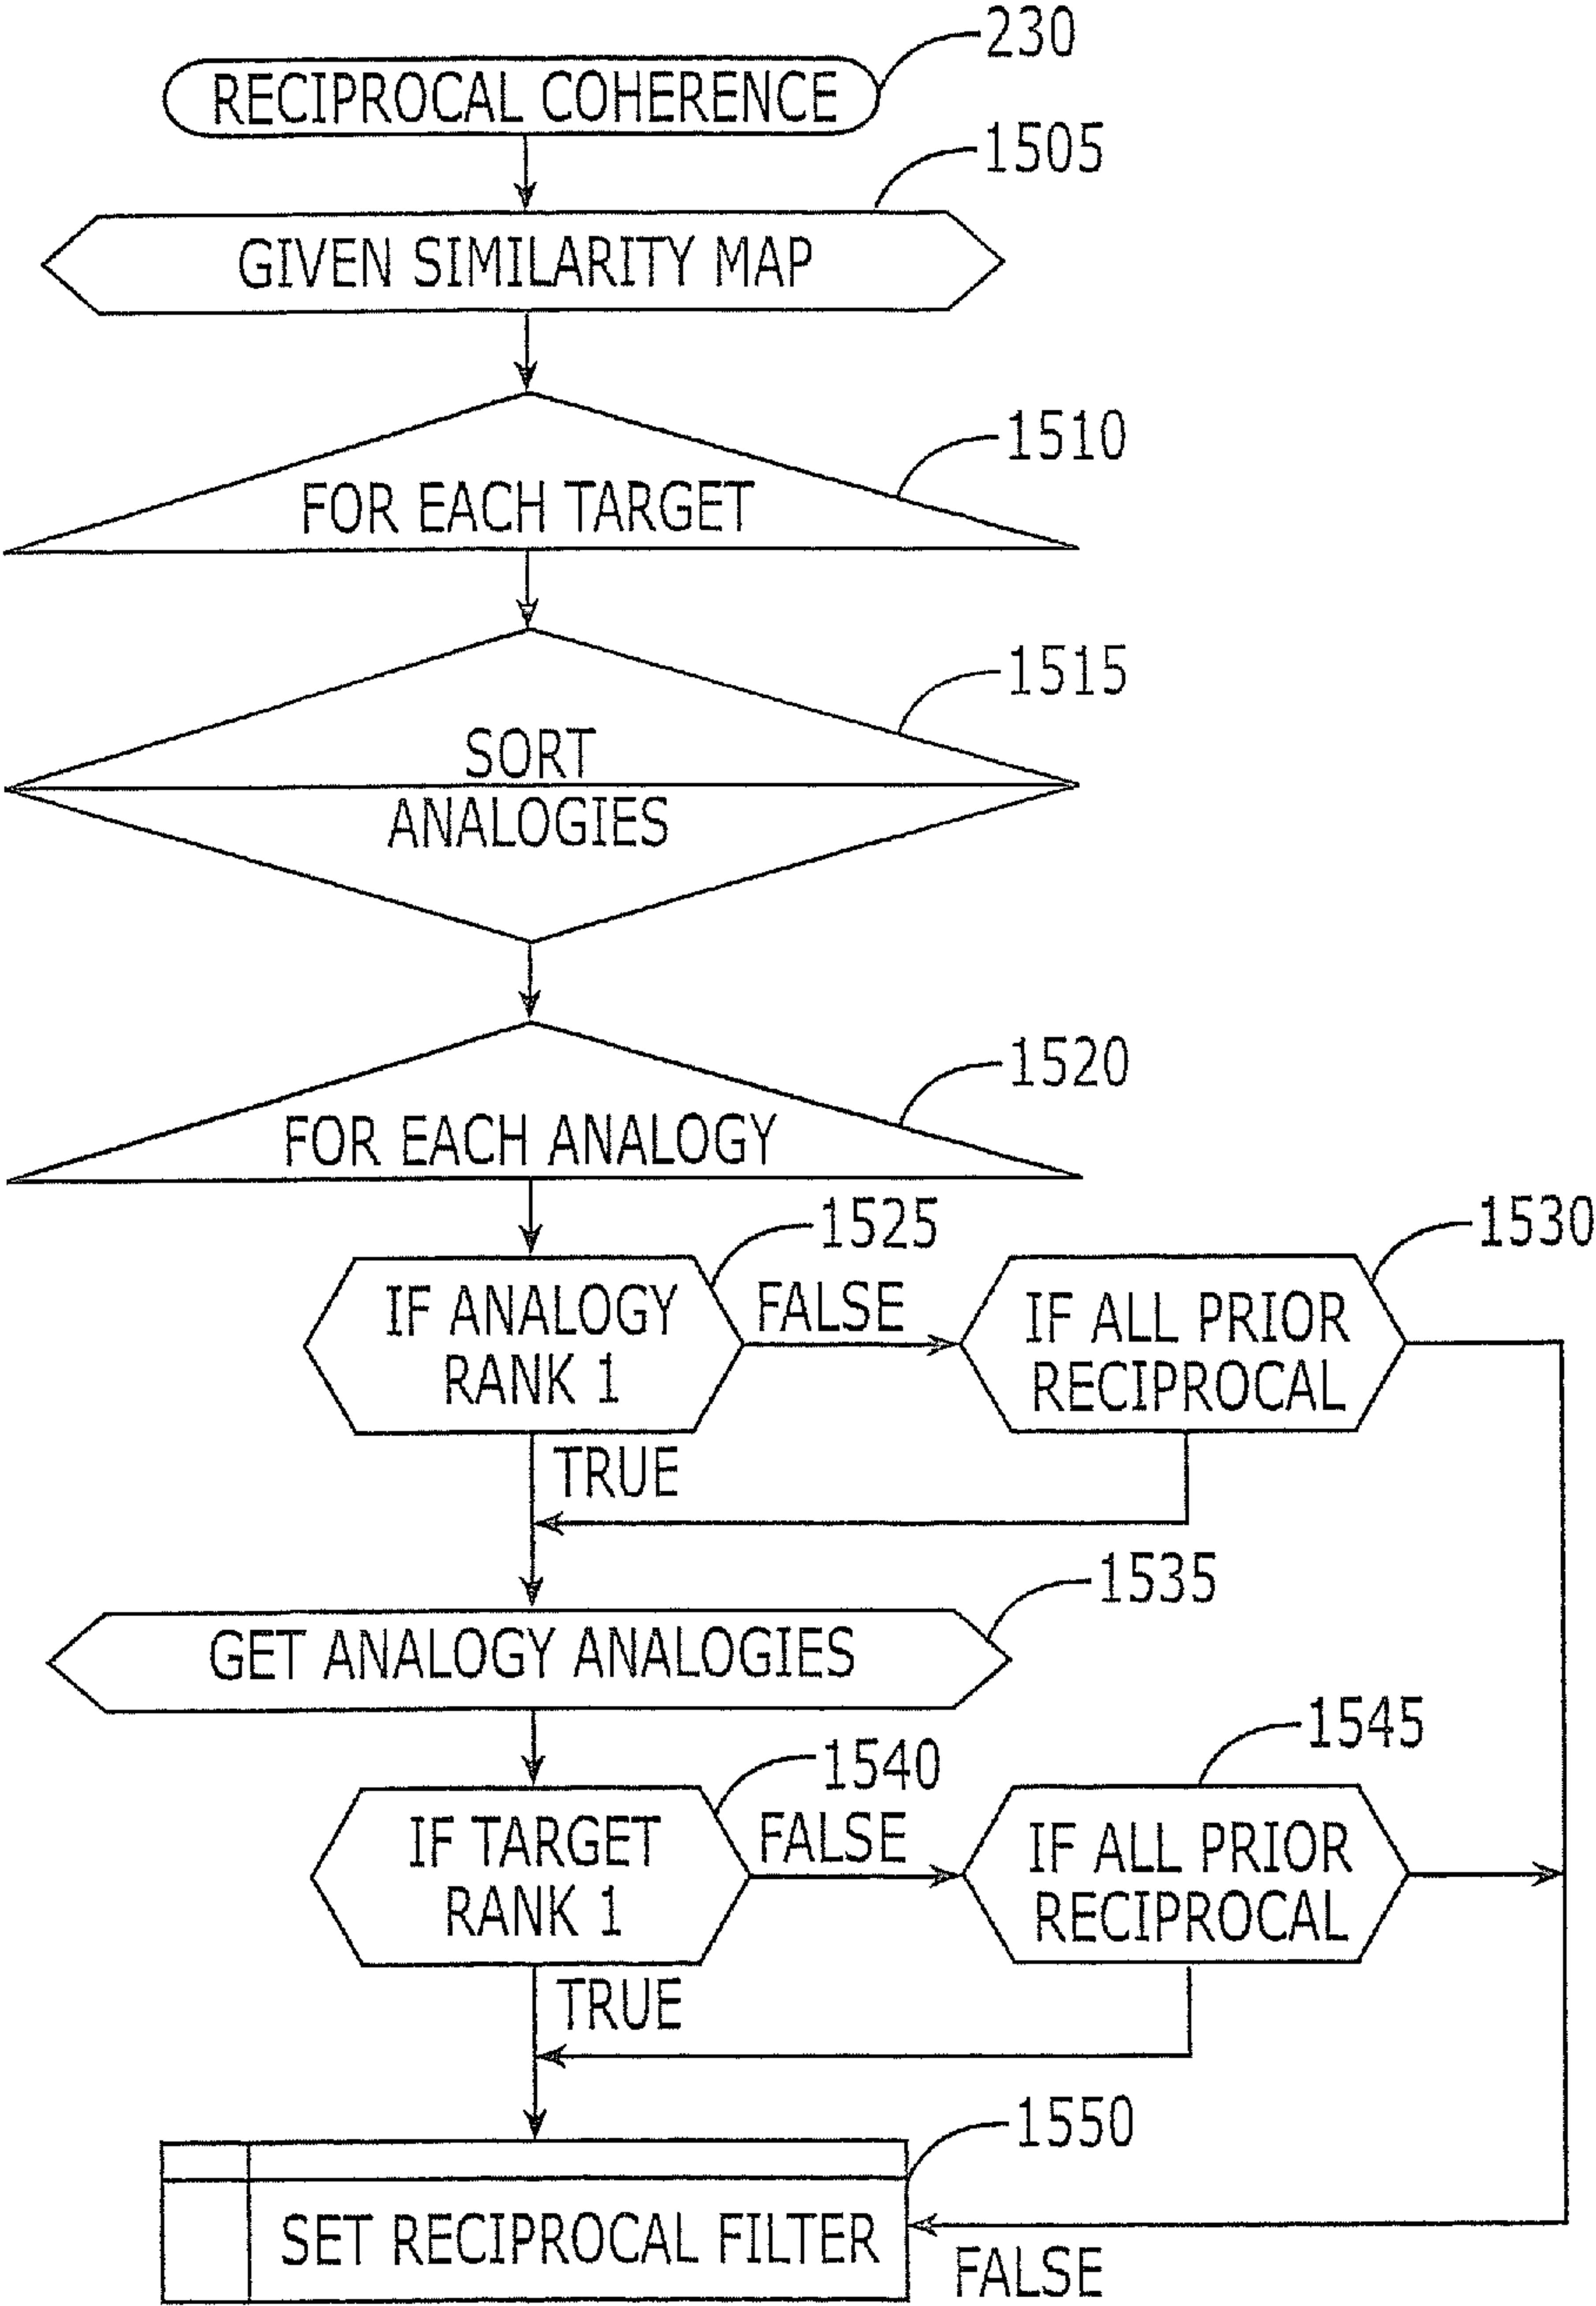 230
RECIPROCAL COHERENCE
1505
GIVEN SIMILARITY MAP
1510
FOR EACH TARGET
1515
SORT
ANALOGIES
1520
FOR EACH ANALOGY
1525
1530
IF ANALOGY
RANK 1
FALSE
IF ALL PRIOR
RECIPROCAL
TRUE
1535
GET ANALOGY ANALOGIES
1540
1545
IF TARGET
RANK 1
FALSE
IF ALL PRIOR
RECIPROCAL
TRUE
1550
SET RECIPROCAL FILTER
FALSE